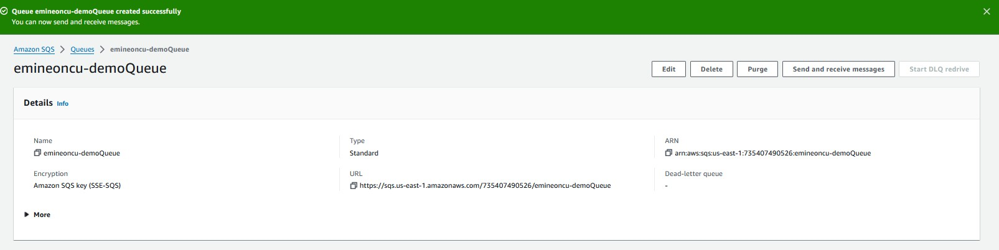 Queue emineoncu-demoQueue created successfully
You can now send and receive messages.
Amazon SQS > Queues > emineoncu-demoQueue
emineoncu-demoQueue
Edit Delete Purge Send and receive messages Start DLQ redrive
Details Info
Name Type ARN
emineoncu-demoQueue Standard arn:aws:sqs:us-east-1:735407490526:emineoncu-demoQueue
Encryption URL Dead-letter queue
Amazon SQS key (SSE-SQS) https://sqs.us-east-1.amazonaws.com/735407490526/emineoncu-demoQueue -
More